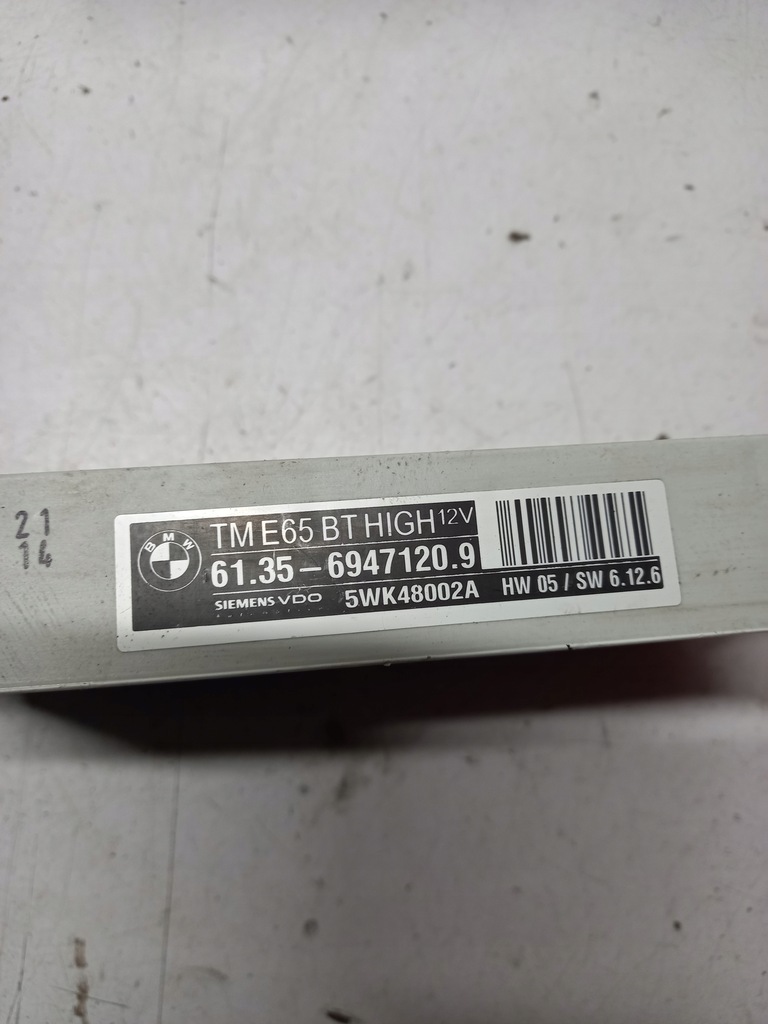 21
14
BMW
TM E65 BT HIGH 12V
61.35 – 6947120.9
SIEMENS VDO 5WK48002A HW 05 / SW 6.12.6